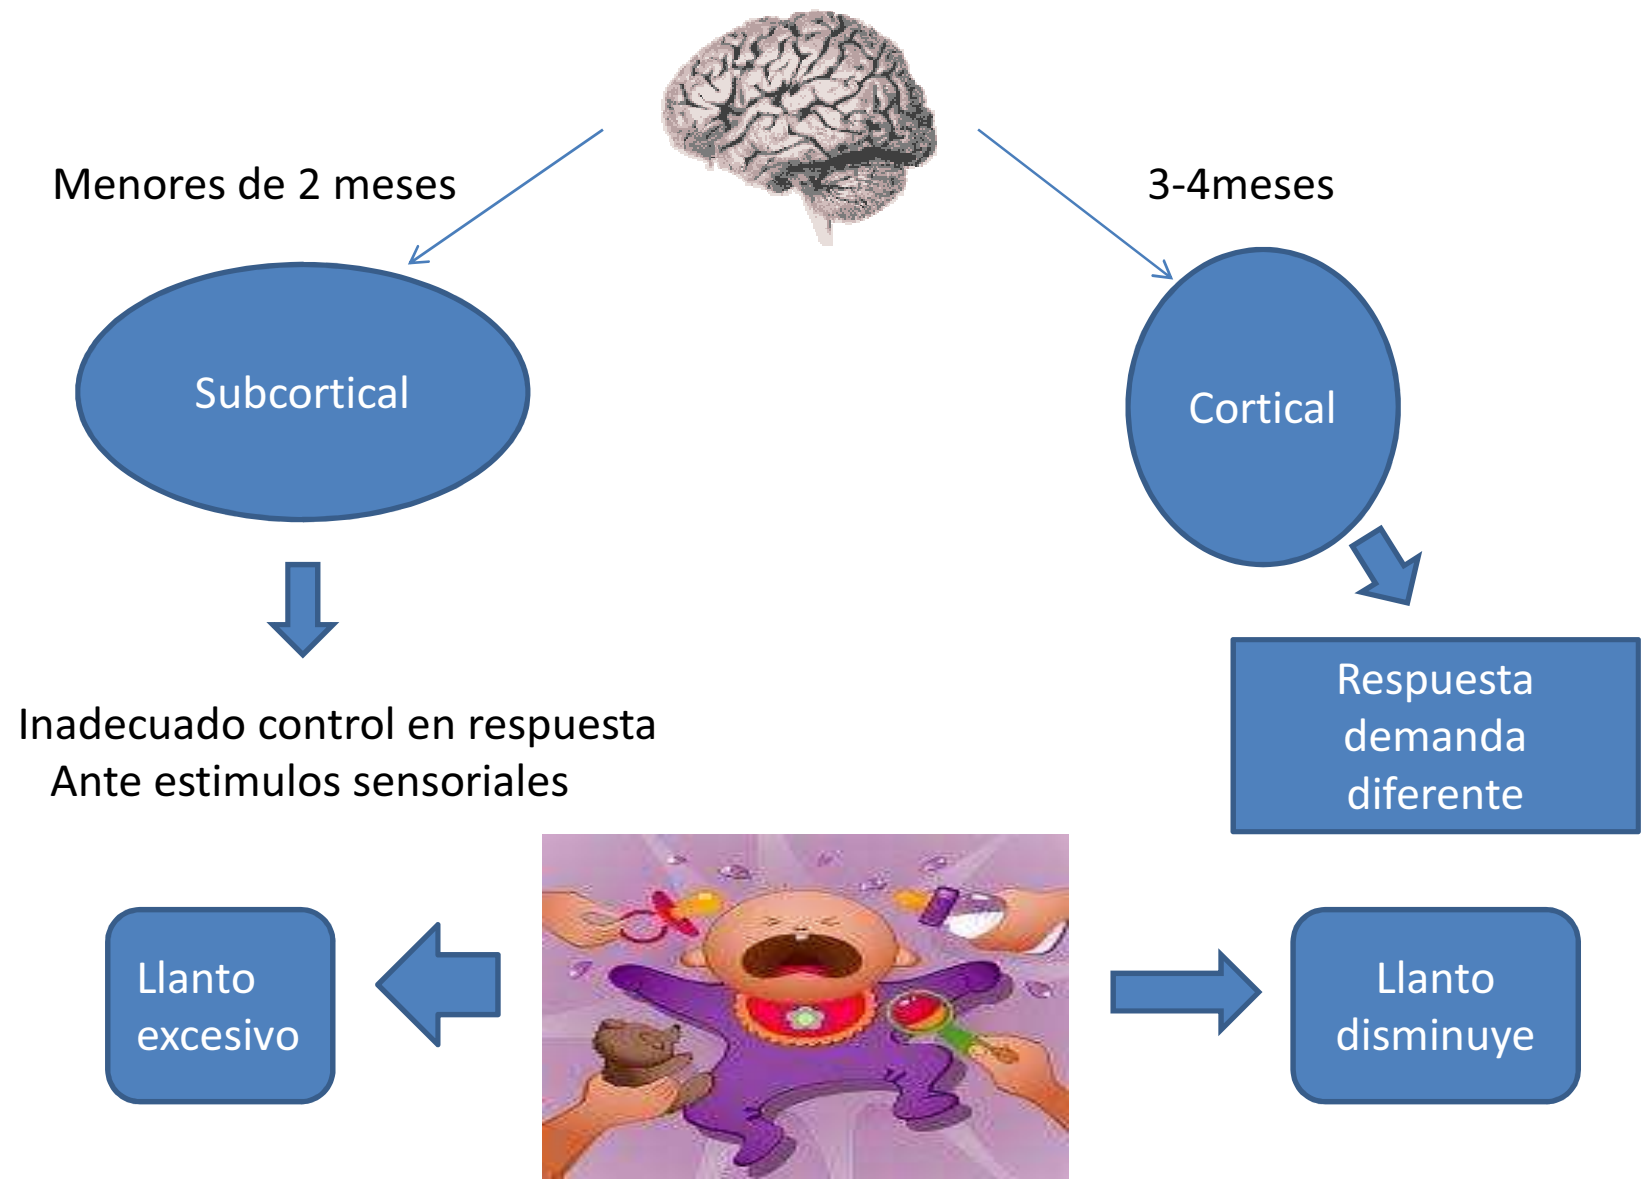 Menores de 2 meses
3-4meses
Subcortical
Cortical
Inadecuado control en respuesta
Ante estimulos sensoriales
Respuesta
demanda
diferente
Llanto
excesivo
Llanto
disminuye